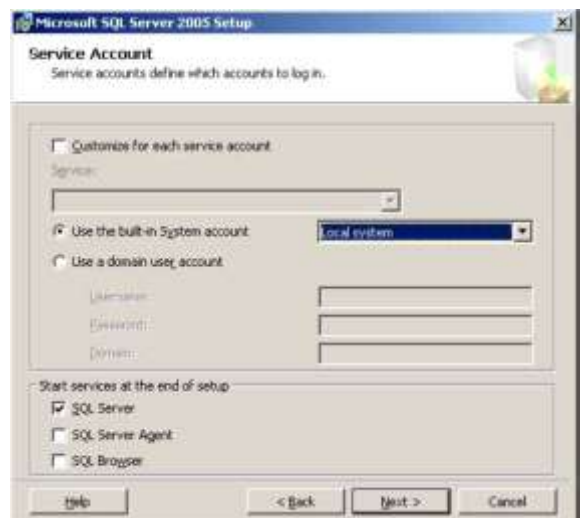 Microsoft SQL Server 2005 Setup
Service Account
Service accounts define which accounts to log in.
Customize for each service account
Service:
Use the built-in System account
Local system
Use a domain user account
Username:
Password:
Domain:
Start services at the end of setup
SQL Server
SQL Server Agent
SQL Browser
Help
< Back
Next >
Cancel